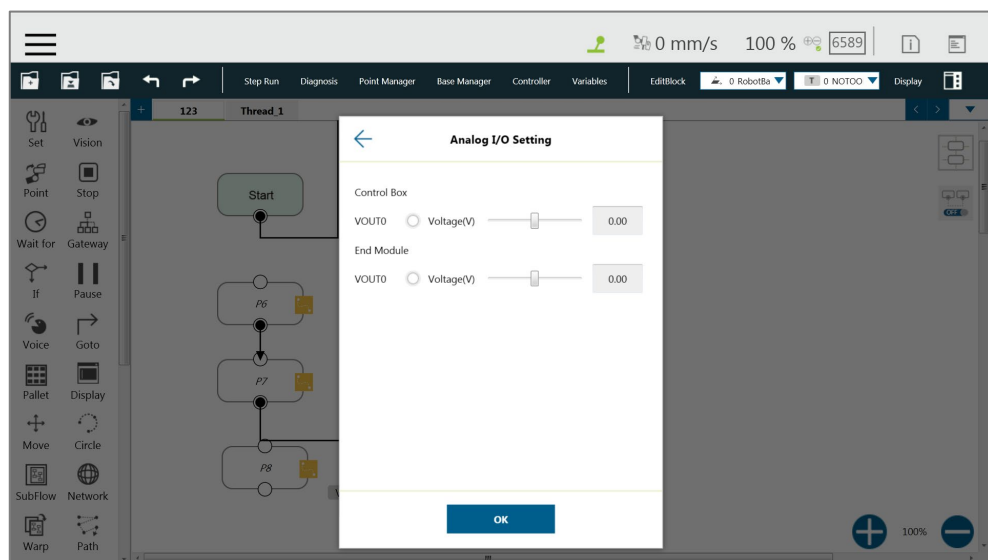 0 mm/s 100 % 6589
Step Run Diagnosis Point Manager Base Manager Controller Variables EditBlock 0 RobotBa T 0 NOTOO Display
123 Thread_1
Set Vision
Point Stop
Wait for Gateway
If Pause
Voice Goto
Pallet Display
Move Circle
SubFlow Network
Warp Path
Start
P6
P7
P8
Analog I/O Setting
Control Box
VOUT0 Voltage(V) 0.00
End Module
VOUT0 Voltage(V) 0.00
OK
OFF
100%